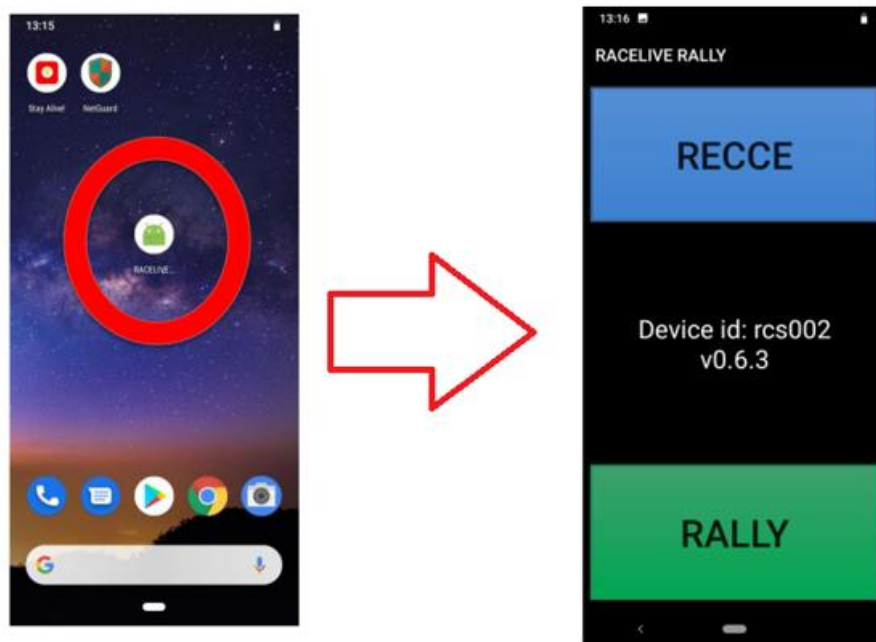 13:15
Stay Alive!
NetGuard
RACELIVE...
G
13:16
RACELIVE RALLY
RECCE
Device id: rcs002
v0.6.3
RALLY